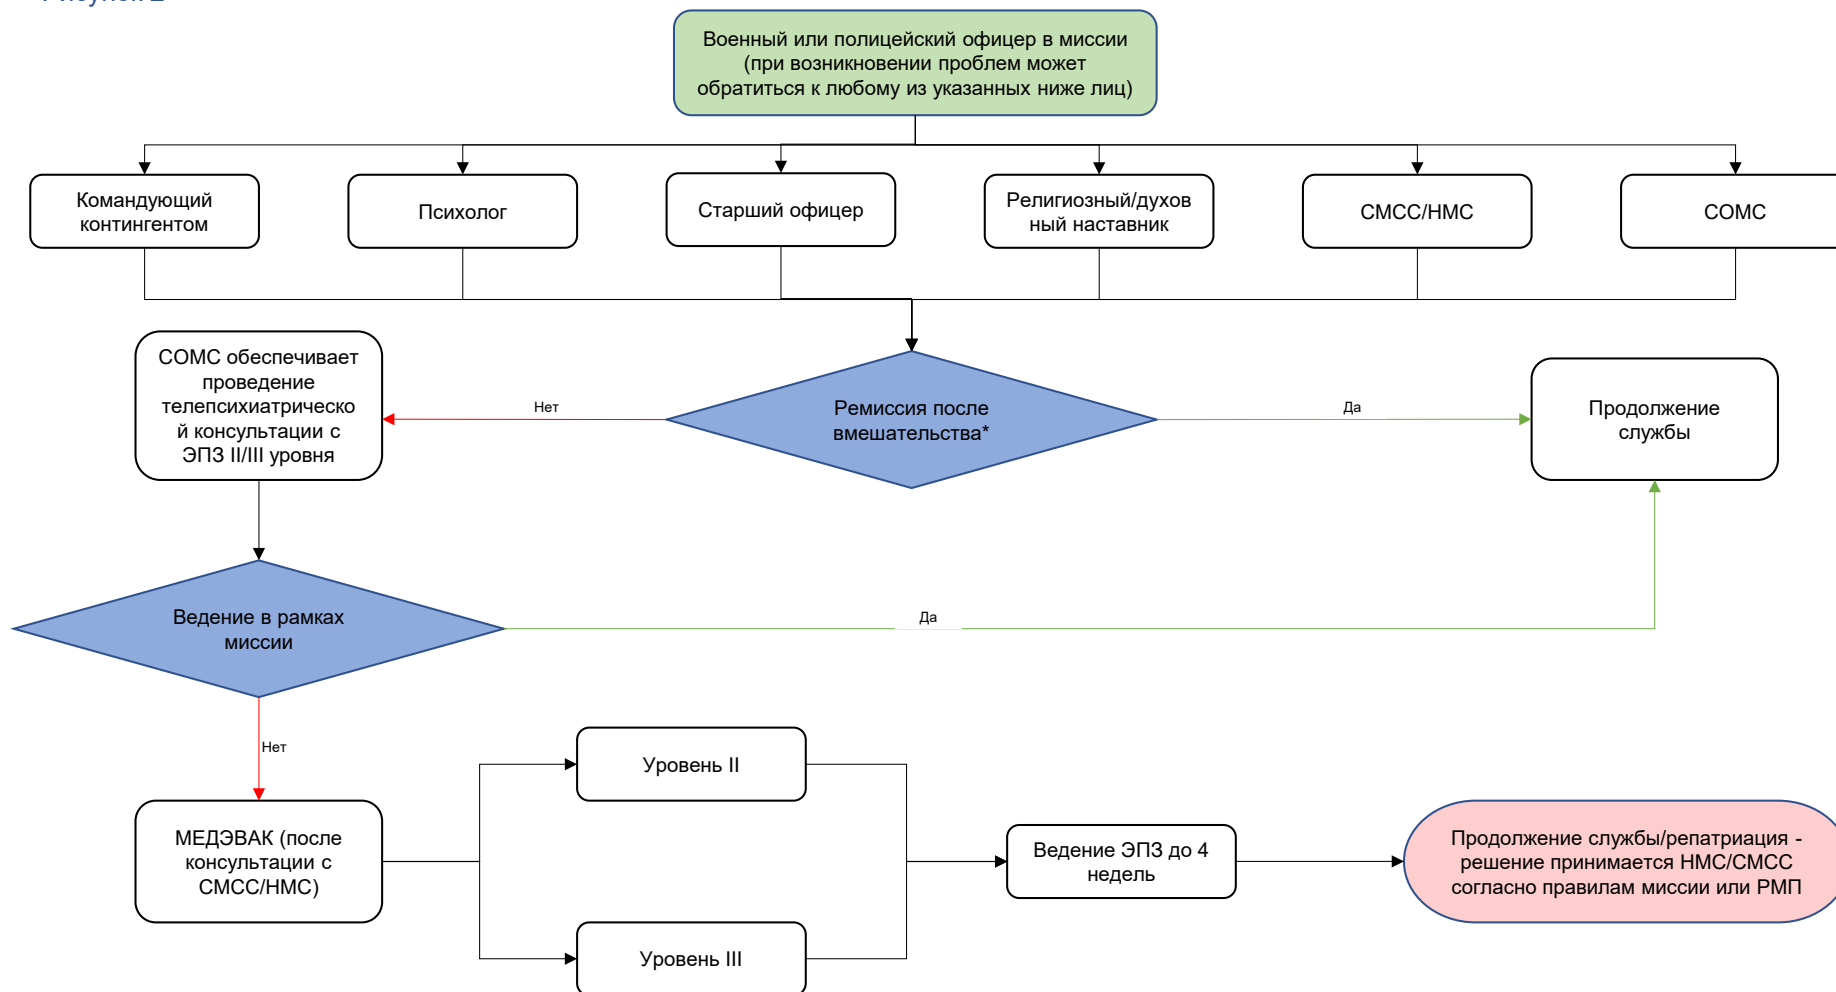 Военный или полицейский офицер в миссии
(при возникновении проблем может
обратиться к любому из указанных ниже лиц)
Командующий
контингентом
Психолог
Старший офицер
Религиозный/духов
ный наставник
СМСС/НМС
СОМС
СОМС обеспечивает
проведение
телепсихиатрическо
й консультации с
ЭПЗ II/III уровня
Нет
Ремиссия после
вмешательства*
Да
Продолжение
службы
Ведение в рамках
миссии
Да
Нет
МЕДЭВАК (после
консультации с
СМСС/НМС)
Уровень II
Уровень III
Ведение ЭПЗ до 4
недель
Продолжение службы/репатриация -
решение принимается НМС/СМСС
согласно правилам миссии или РМП